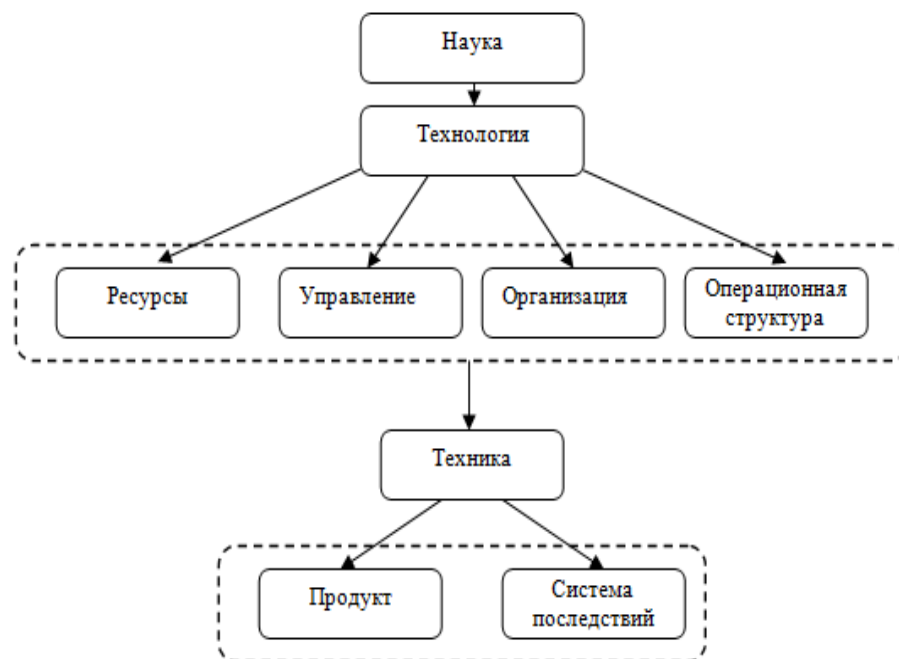 Наука
Технология
Ресурсы
Управление
Организация
Операционная
структура
Техника
Продукт
Система
последствий